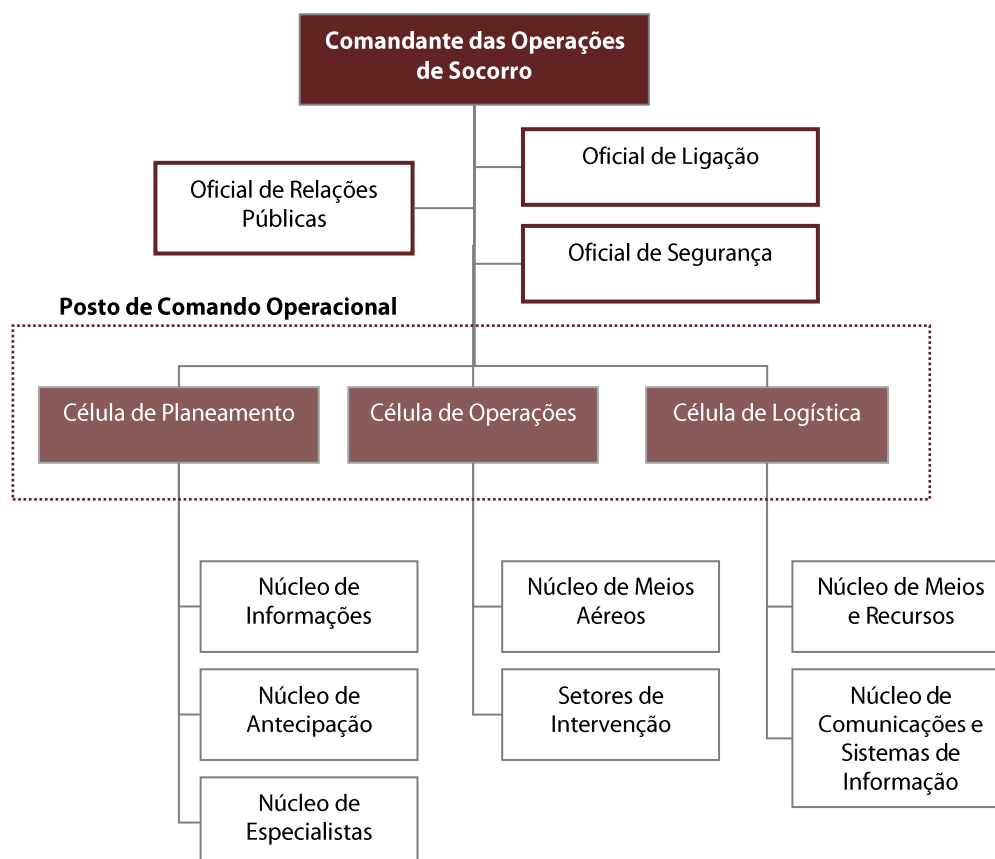 Comandante das Operações
de Socorro
Oficial de Ligação
Oficial de Relações
Públicas
Oficial de Segurança
Posto de Comando Operacional
Célula de Planeamento
Célula de Operações
Célula de Logística
Núcleo de
Informações
Núcleo de
Antecipação
Núcleo de
Especialistas
Núcleo de Meios
Aéreos
Setores de
Intervenção
Núcleo de Meios
e Recursos
Núcleo de
Comunicações e
Sistemas de
Informação